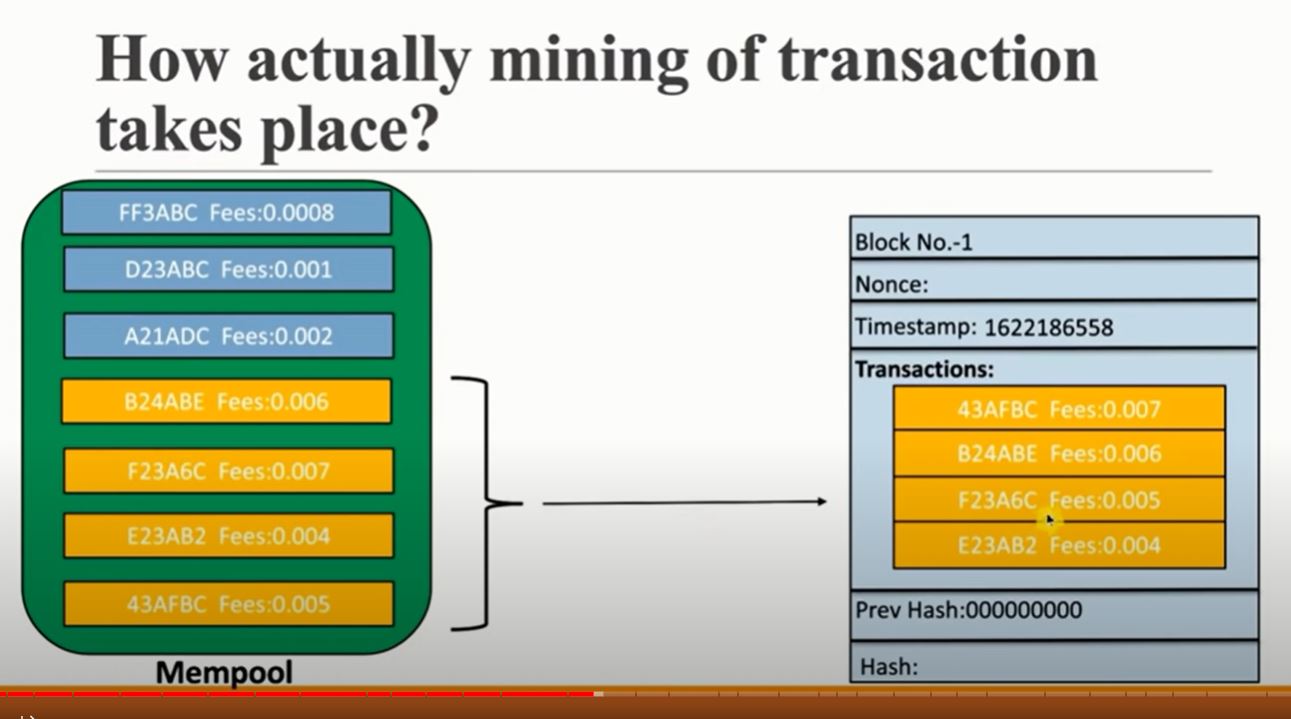 How actually mining of transaction
takes place?
FF3ABC Fees:0.0008
D23ABC Fees:0.001
A21ADC Fees:0.002
B24ABE Fees:0.006
F23A6C Fees:0.007
E23AB2 Fees:0.004
43AFBC Fees:0.005
Mempool
Block No.-1
Nonce:
Timestamp: 1622186558
Transactions:
43AFBC Fees:0.007
B24ABE Fees:0.006
F23A6C Fees:0.005
E23AB2 Fees:0.004
Prev Hash:000000000
Hash: